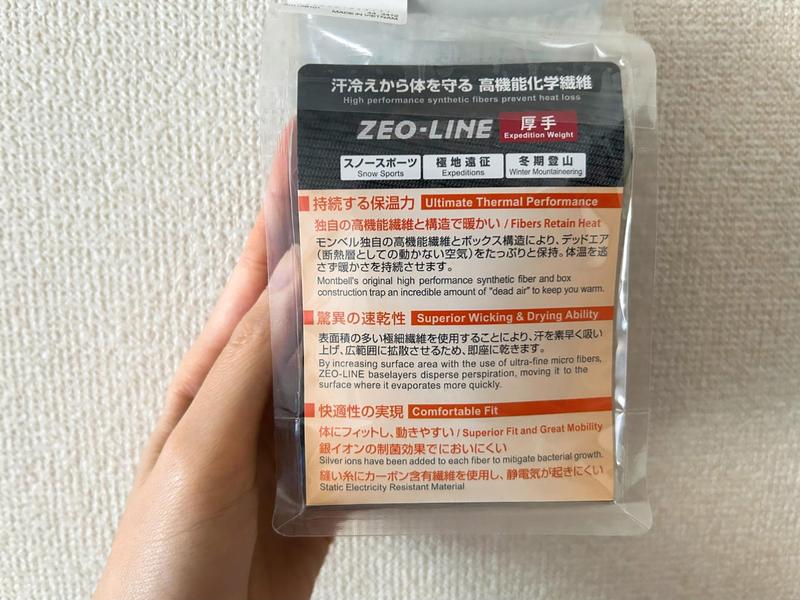 MADE IN VIETNAM
汗冷えから体を守る 高機能化学繊維
High performance synthetic fibers prevent heat loss
ZEO-LINE 厚手
Expedition Weight
スノースポーツ 極地遠征 冬期登山
Snow Sports Expeditions Winter Mountaineering
持続する保温力 Ultimate Thermal Performance
独自の高機能繊維と構造で暖かい / Fibers Retain Heat
モンベル独自の高機能繊維とボックス構造により、デッドエア
(断熱層としての動かない空気)をたっぷりと保持。体温を逃
さず暖かさを持続させます。
Montbell's original high performance synthetic fiber and box
construction trap an incredible amount of "dead air" to keep you warm.
驚異の速乾性 Superior Wicking & Drying Ability
表面積の多い極細繊維を使用することにより、汗を素早く吸い
上げ、広範囲に拡散させるため、即座に乾きます。
By increasing surface area with the use of ultra-fine micro fibers,
ZEO-LINE baselayers disperse perspiration, moving it to the
surface where it evaporates more quickly.
快適性の実現 Comfortable Fit
体にフィットし、動きやすい / Superior Fit and Great Mobility
銀イオンの制菌効果でにおいにくい
Silver ions have been added to each fiber to mitigate bacterial growth.
縫い糸にカーボン含有繊維を使用し、静電気が起きにくい
Static Electricity Resistant Material